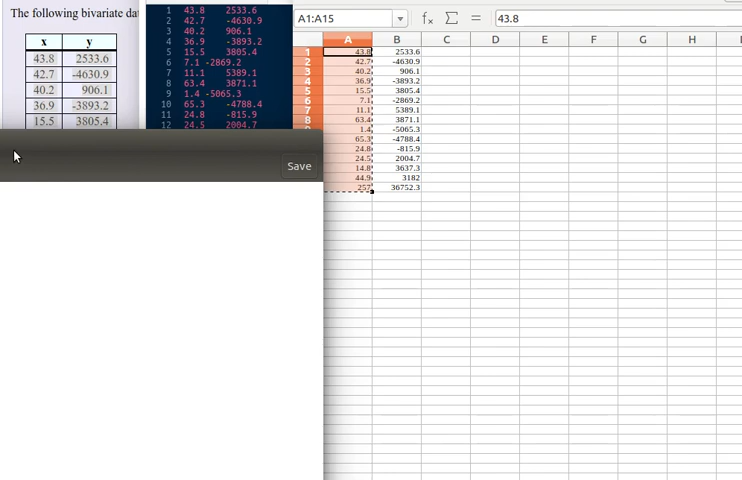 The following bivariate da
x y
43.8 2533.6
42.7 -4630.9
40.2 906.1
36.9 -3893.2
15.5 3805.4
1 43.8 2533.6
2 42.7 -4630.9
3 40.2 906.1
4 36.9 -3893.2
5 15.5 3805.4
6 7.1 -2869.2
7 11.1 5389.1
8 63.4 3871.1
9 1.4 -5065.3
10 65.3 -4788.4
11 24.8 -815.9
12 24.5 2004.7
Save
A1:A15 fx Σ = 43.8
A B C D E F G H
1 43.8 2533.6
2 42.7 -4630.9
3 40.2 906.1
4 36.9 -3893.2
5 15.5 3805.4
6 7.1 -2869.2
7 11.1 5389.1
8 63.4 3871.1
1.4 -5065.3
65.3 -4788.4
24.8 -815.9
24.5 2004.7
14.8 3637.3
44.9 3182
257 36752.3